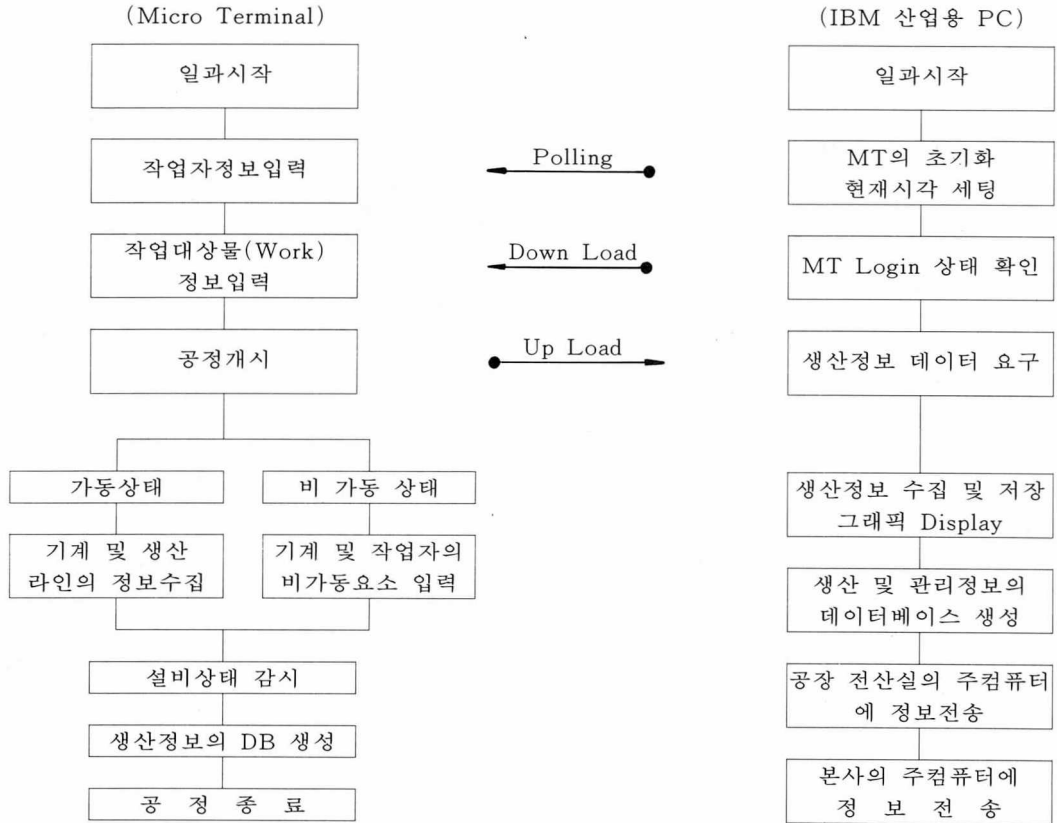 (Micro Terminal)
일과시작
작업자정보입력
작업대상물(Work)
정보입력
공정개시
가동상태
비 가동 상태
기계 및 생산
라인의 정보수집
기계 및 작업자의
비가동요소 입력
설비상태 감시
생산정보의 DB 생성
공 정 종 료
Polling
Down Load
Up Load
(IBM 산업용 PC)
일과시작
MT의 초기화
현재시각 세팅
MT Login 상태 확인
생산정보 데이터 요구
생산정보 수집 및 저장
그래픽 Display
생산 및 관리정보의
데이터베이스 생성
공장 전산실의 주컴퓨터
에 정보전송
본사의 주컴퓨터에
정 보 전 송